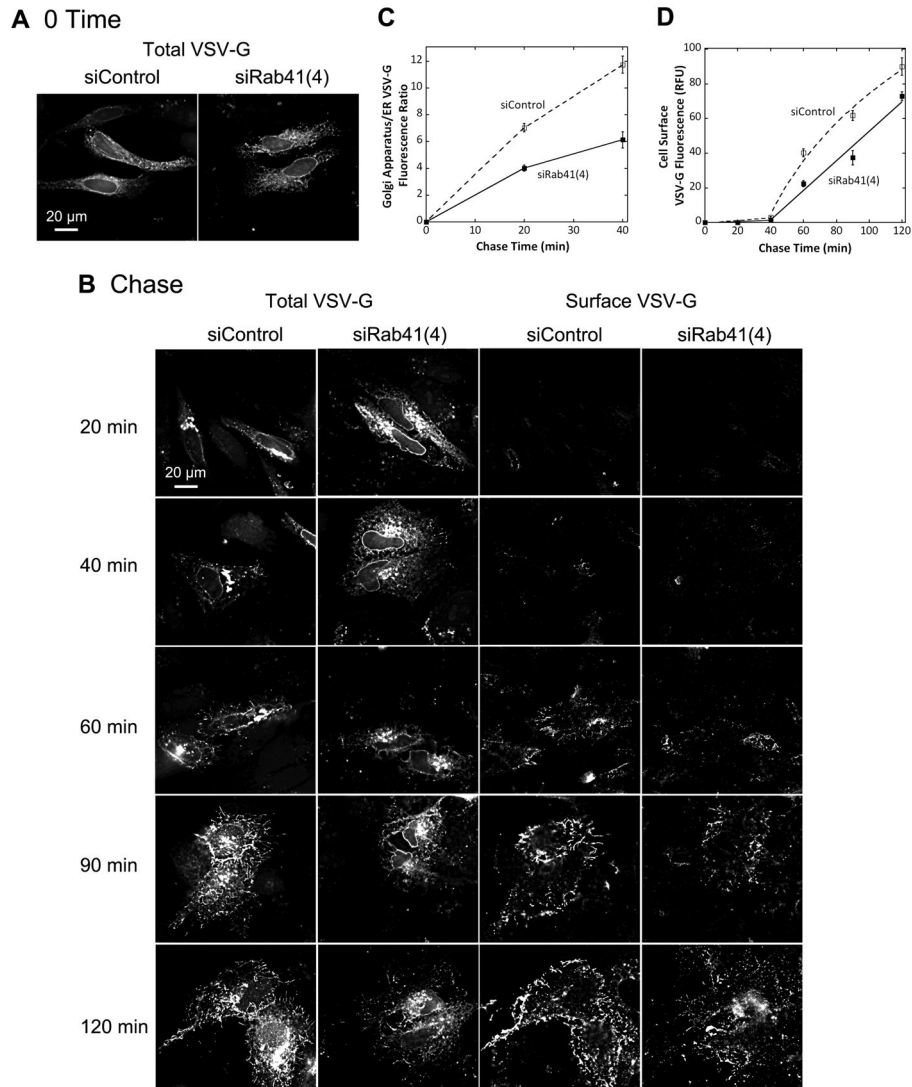 A 0 Time
Total VSV-G
siControl siRab41(4)
20 µm
C
Golgi Apparatus/ER VSV-G
Fluorescence Ratio
12
10
8
6
4
2
0
siControl
siRab41(4)
0 10 20 30 40
Chase Time (min)
D
Cell Surface
VSV-G Fluorescence (RFU)
100
80
60
40
20
0
siControl
siRab41(4)
0 20 40 60 80 100 120
Chase Time (min)
B Chase
Total VSV-G Surface VSV-G
siControl siRab41(4) siControl siRab41(4)
20 min
20 µm
40 min
60 min
90 min
120 min